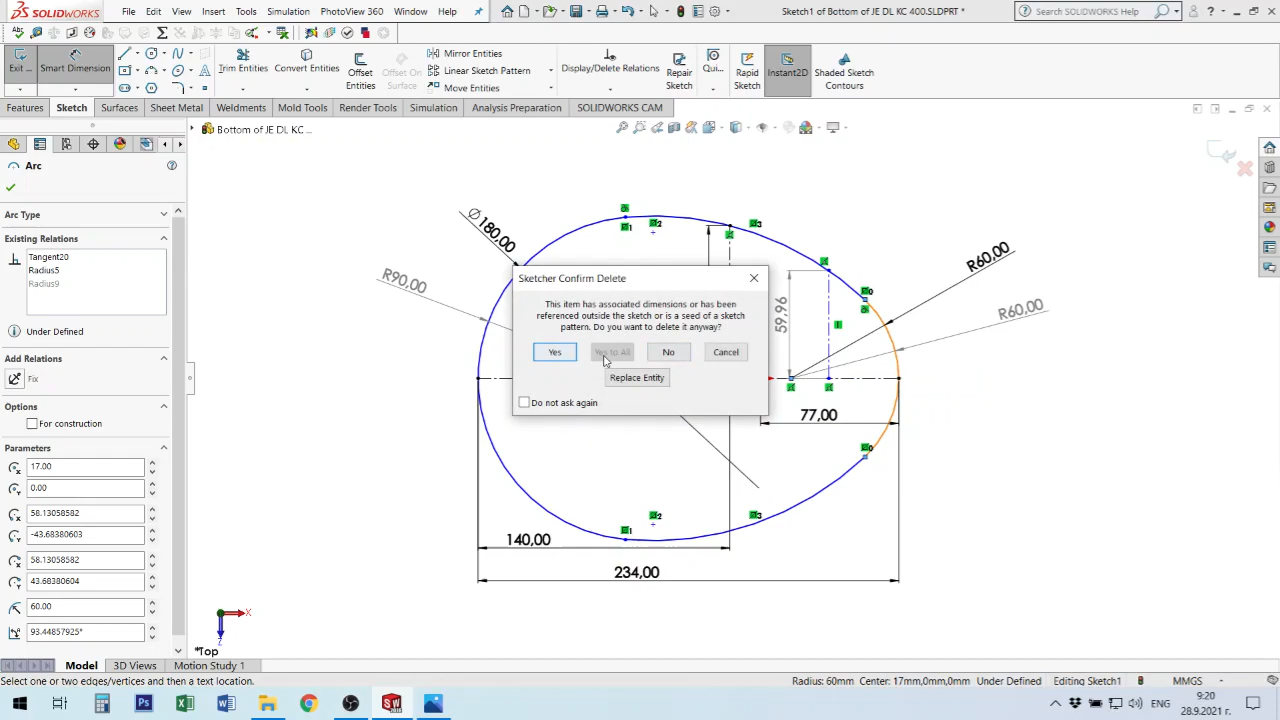 SOLIDWORKS
File Edit View Insert Tools Simulation PhotoView 360 Window Help
Sketch1 of Bottom of JE DL KC 400.SLDPRT *
Search SOLIDWORKS Help
Exit ...
Smart Dimension
Trim Entities
Convert Entities
Offset Entities
Offset On Surface
Mirror Entities
Linear Sketch Pattern
Move Entities
Display/Delete Relations
Repair Sketch
Qui...
Rapid Sketch
Instant2D
Shaded Sketch Contours
Features Sketch Surfaces Sheet Metal Weldments Mold Tools Render Tools Simulation Analysis Preparation SOLIDWORKS CAM
Bottom of JE DL KC ...
Arc
Arc Type
Existing Relations
Tangent20
Radius5
Radius9
Under Defined
Add Relations
Fix
Options
For construction
Parameters
17.00
0.00
58.13058582
-43.68380603
58.13058582
43.68380604
60.00
93.44857925°
Ø180,00
R90,00
R60,00
R60,00
59,96
77,00
140,00
234,00
Sketcher Confirm Delete
This item has associated dimensions or has been
referenced outside the sketch or is a seed of a sketch
pattern. Do you want to delete it anyway?
Yes Yes to All No Cancel
Replace Entity
Do not ask again
X
Z
*Top
Model 3D Views Motion Study 1
Select one or two edges/vertices and then a text location.
Radius: 60mm Center: 17mm,0mm,0mm Under Defined Editing Sketch1 MMGS
ENG
9:20
28.9.2021 г.